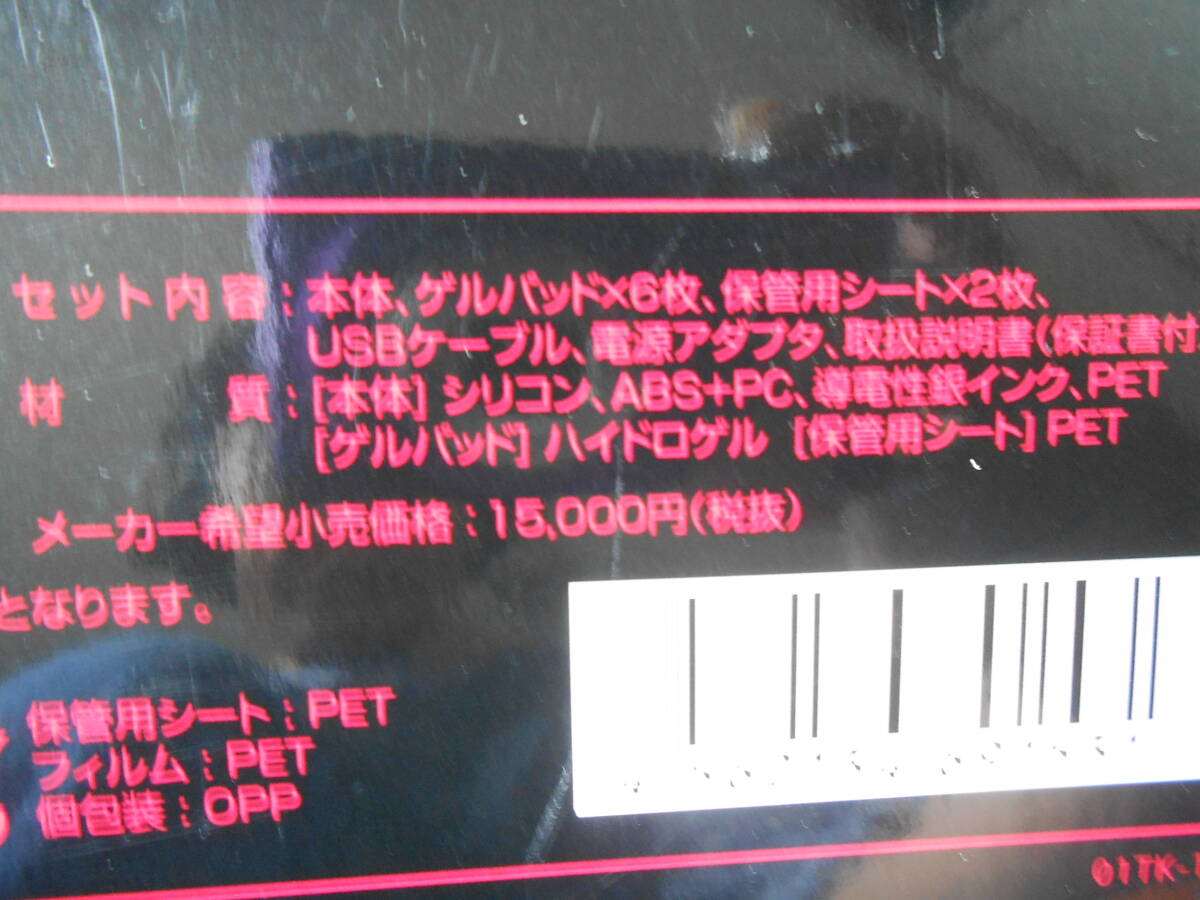 セット内容：本体、ゲルパッド×6枚、保管用シート×2枚、
USBケーブル、電源アダプタ、取扱説明書(保証書付
材質：[本体] シリコン、ABS+PC、導電性銀インク、PET
[ゲルパッド] ハイドロゲル [保管用シート] PET
メーカー希望小売価格：15,000円(税抜)
となります。
保管用シート：PET
フィルム：PET
個包装：OPP
01TK-